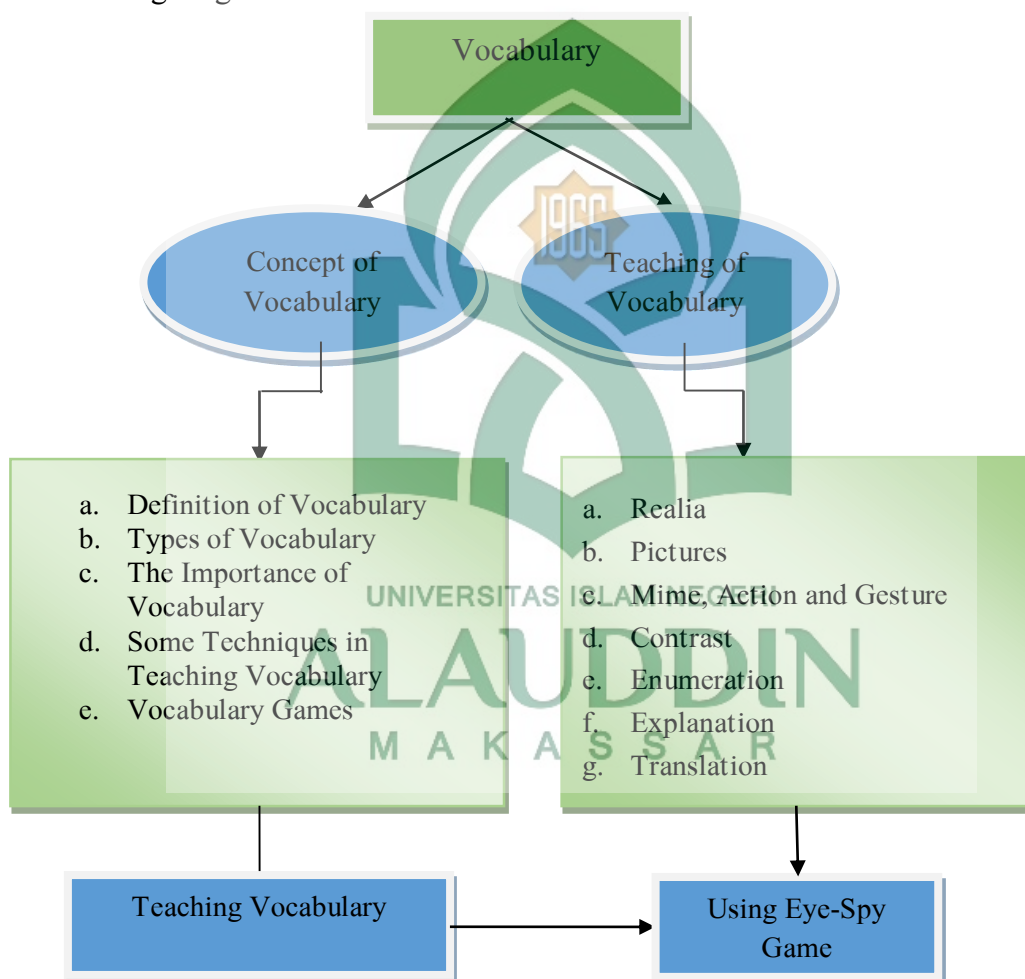 Vocabulary
1965
Concept of
Vocabulary
Teaching of
Vocabulary
a. Definition of Vocabulary
b. Types of Vocabulary
c. The Importance of
Vocabulary
d. Some Techniques in
Teaching Vocabulary
e. Vocabulary Games
a. Realia
b. Pictures
c. Mime, Action and Gesture
d. Contrast
e. Enumeration
f. Explanation
g. Translation
UNIVERSITAS ISLAM NEGERI
ALAUDDIN
MAKASSAR
Teaching Vocabulary
Using Eye-Spy
Game